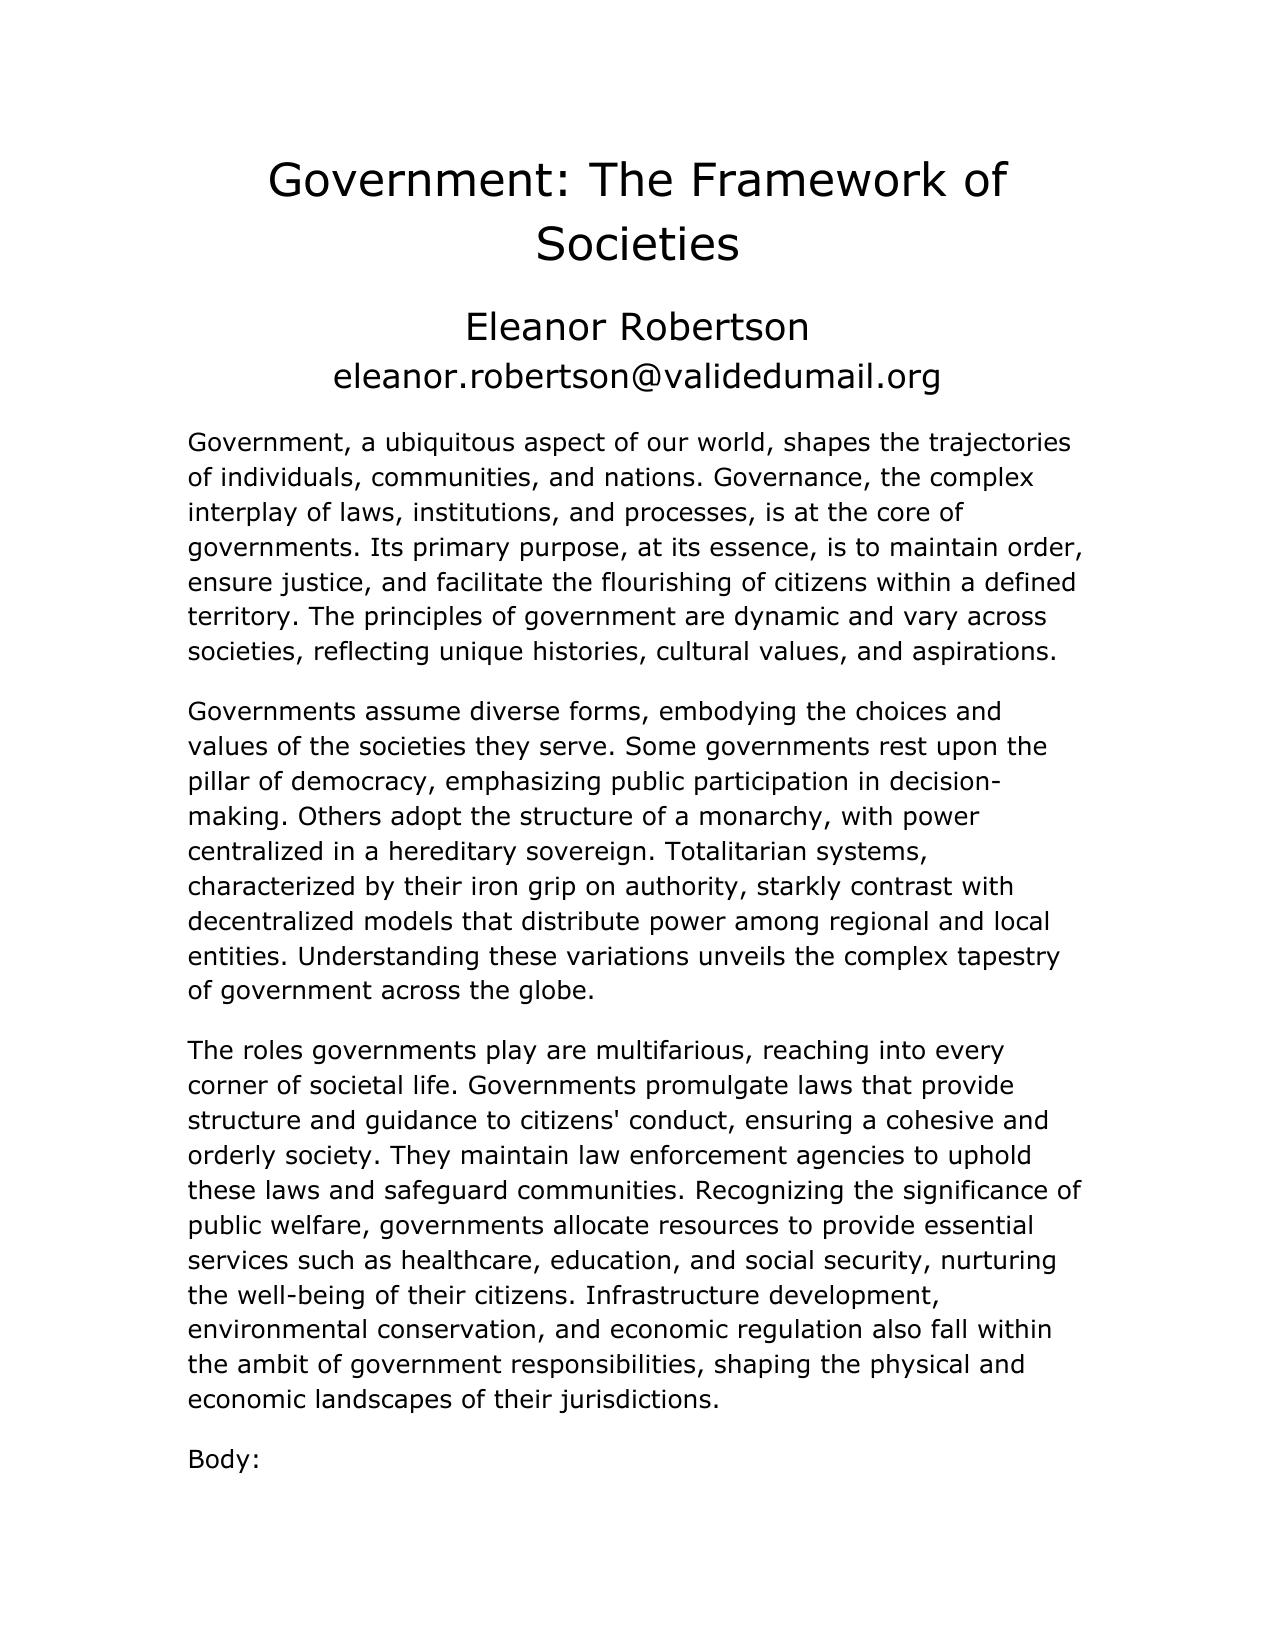 Government: The Framework of
Societies
Eleanor Robertson
eleanor.robertson@validedumail.org
Government, a ubiquitous aspect of our world, shapes the trajectories
of individuals, communities, and nations. Governance, the complex
interplay of laws, institutions, and processes, is at the core of
governments. Its primary purpose, at its essence, is to maintain order,
ensure justice, and facilitate the flourishing of citizens within a defined
territory. The principles of government are dynamic and vary across
societies, reflecting unique histories, cultural values, and aspirations.
Governments assume diverse forms, embodying the choices and
values of the societies they serve. Some governments rest upon the
pillar of democracy, emphasizing public participation in decision-
making. Others adopt the structure of a monarchy, with power
centralized in a hereditary sovereign. Totalitarian systems,
characterized by their iron grip on authority, starkly contrast with
decentralized models that distribute power among regional and local
entities. Understanding these variations unveils the complex tapestry
of government across the globe.
The roles governments play are multifarious, reaching into every
corner of societal life. Governments promulgate laws that provide
structure and guidance to citizens' conduct, ensuring a cohesive and
orderly society. They maintain law enforcement agencies to uphold
these laws and safeguard communities. Recognizing the significance of
public welfare, governments allocate resources to provide essential
services such as healthcare, education, and social security, nurturing
the well-being of their citizens. Infrastructure development,
environmental conservation, and economic regulation also fall within
the ambit of government responsibilities, shaping the physical and
economic landscapes of their jurisdictions.
Body: